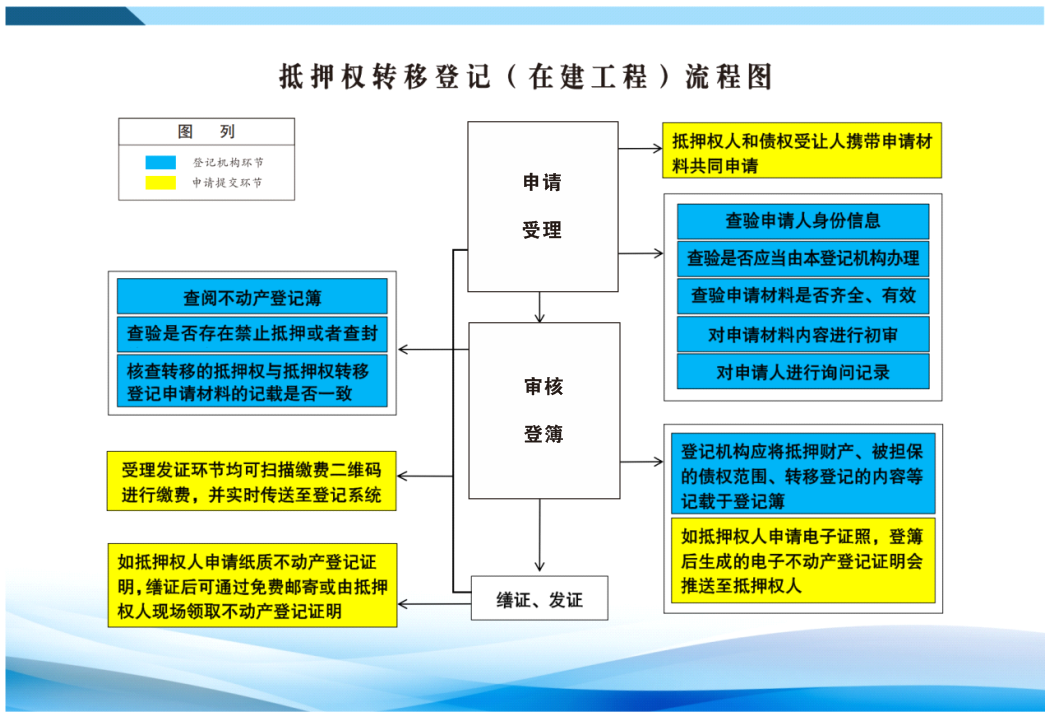 抵押权转移登记（在建工程）流程图
图 列
登记机构环节
申请提交环节
申请
受理
抵押权人和债权受让人携带申请材
料共同申请
查验申请人身份信息
查验是否应当由本登记机构办理
查验申请材料是否齐全、有效
对申请材料内容进行初审
对申请人进行询问记录
查阅不动产登记簿
查验是否存在禁止抵押或者查封
核查转移的抵押权与抵押权转移
登记申请材料的记载是否一致
审核
登簿
登记机构应将抵押财产、被担保
的债权范围、转移登记的内容等
记载于登记簿
如抵押权人申请电子证照，登簿
后生成的电子不动产登记证明会
推送至抵押权人
受理发证环节均可扫描缴费二维码
进行缴费，并实时传送至登记系统
如抵押权人申请纸质不动产登记证
明，缮证后可通过免费邮寄或由抵押
权人现场领取不动产登记证明
缮证、发证